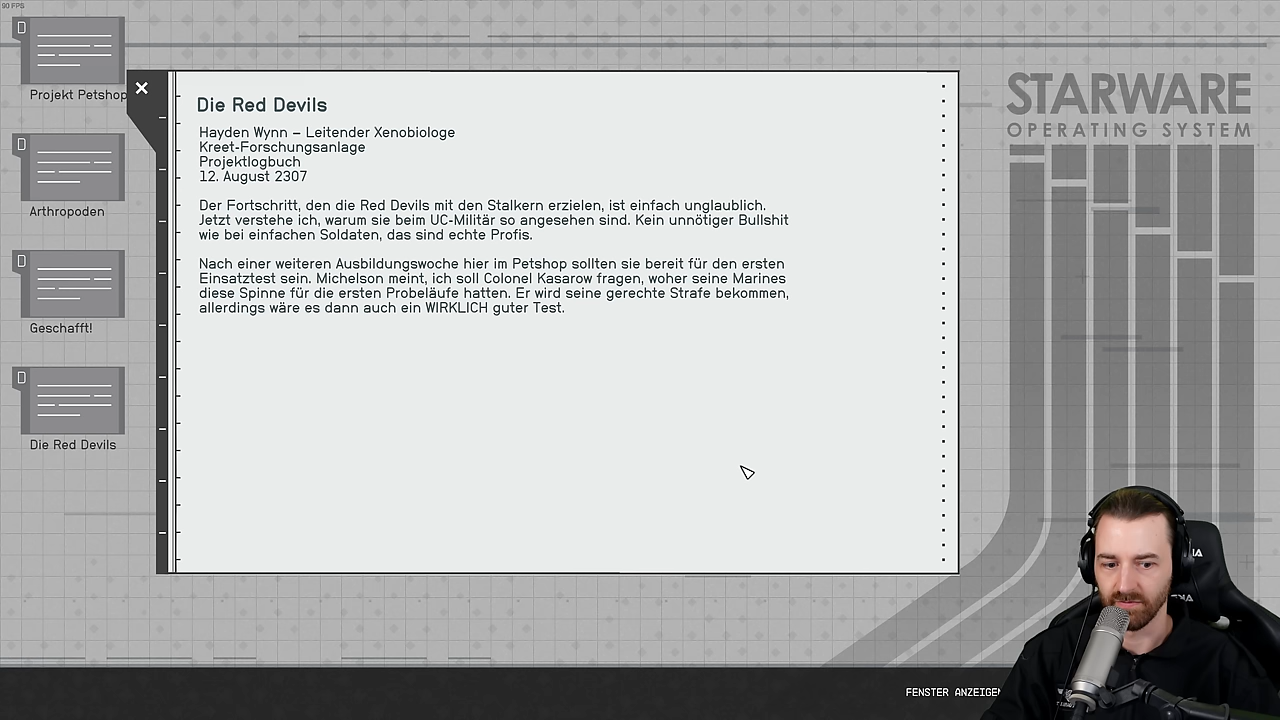 90 FPS
Projekt Petshop
Arthropoden
Geschafft!
Die Red Devils
Die Red Devils
Hayden Wynn – Leitender Xenobiologe
Kreet-Forschungsanlage
Projektlogbuch
12. August 2307
Der Fortschritt, den die Red Devils mit den Stalkern erzielen, ist einfach unglaublich.
Jetzt verstehe ich, warum sie beim UC-Militär so angesehen sind. Kein unnötiger Bullshit
wie bei einfachen Soldaten, das sind echte Profis.
Nach einer weiteren Ausbildungswoche hier im Petshop sollten sie bereit für den ersten
Einsatztest sein. Michelson meint, ich soll Colonel Kasarow fragen, woher seine Marines
diese Spinne für die ersten Probeläufe hatten. Er wird seine gerechte Strafe bekommen,
allerdings wäre es dann auch ein WIRKLICH guter Test.
STARWARE
OPERATING SYSTEM
FENSTER ANZEIGEN